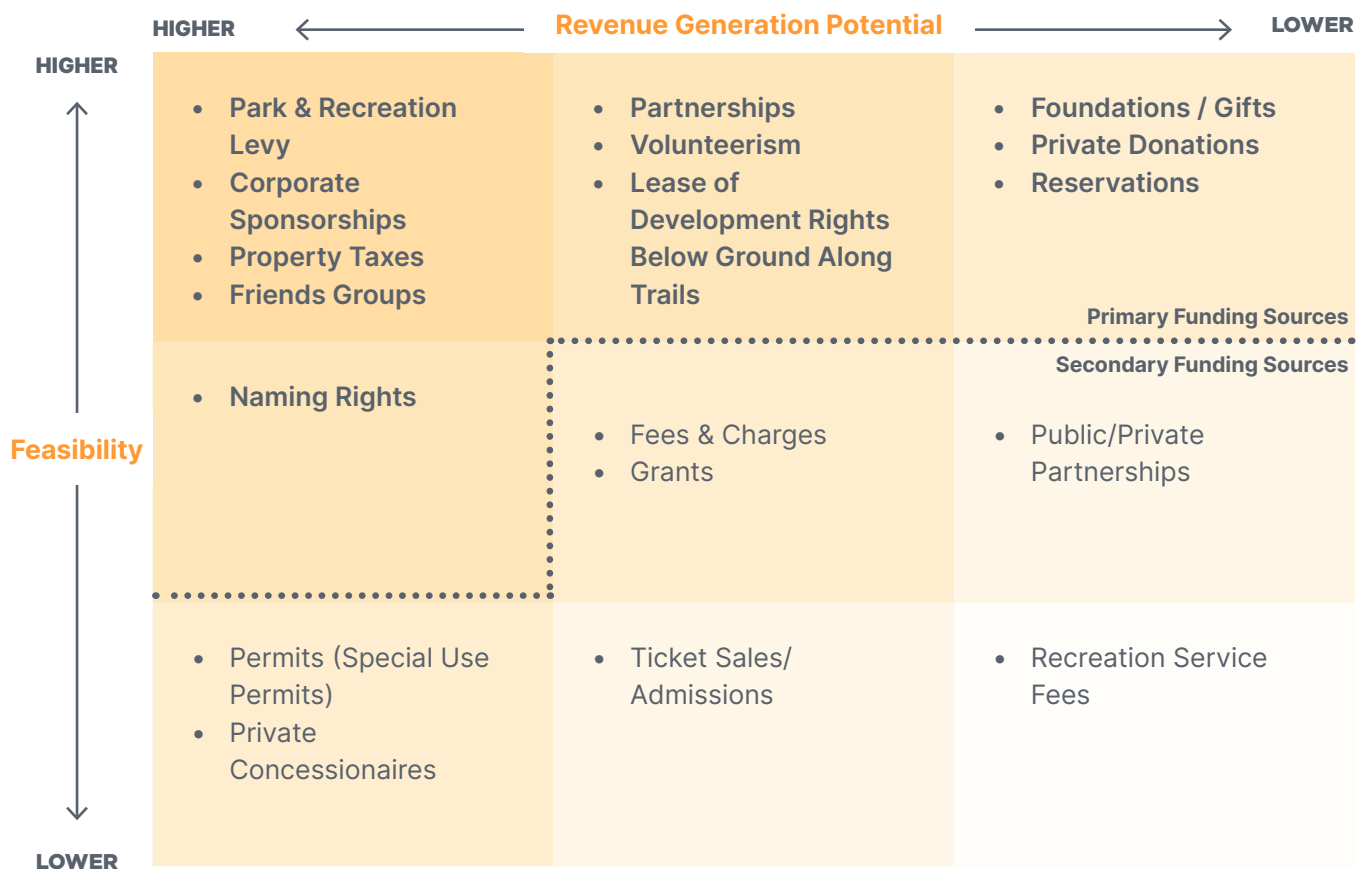 HIGHER
Revenue Generation Potential
LOWER
HIGHER
• Park & Recreation
Levy
• Corporate
Sponsorships
• Property Taxes
• Friends Groups
• Partnerships
• Volunteerism
• Lease of
Development Rights
Below Ground Along
Trails
• Foundations / Gifts
• Private Donations
• Reservations
Primary Funding Sources
Secondary Funding Sources
Feasibility
• Naming Rights
• Fees & Charges
• Grants
• Public/Private
Partnerships
• Permits (Special Use
Permits)
• Private
Concessionaires
• Ticket Sales/
Admissions
• Recreation Service
Fees
LOWER